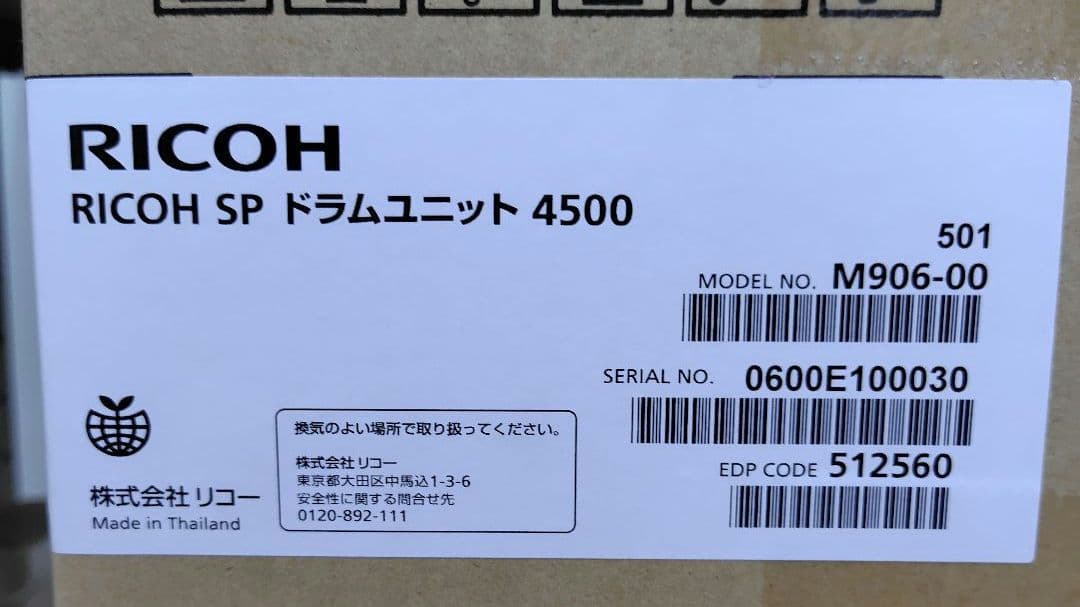 RICOH
RICOH SP ドラムユニット 4500
501
MODEL NO. M906-00
SERIAL NO. 0600E100030
EDP CODE 512560
株式会社 リコー
Made in Thailand
換気のよい場所で取り扱ってください。
株式会社 リコー
東京都大田区中馬込1-3-6
安全性に関する問合せ先
0120-892-111